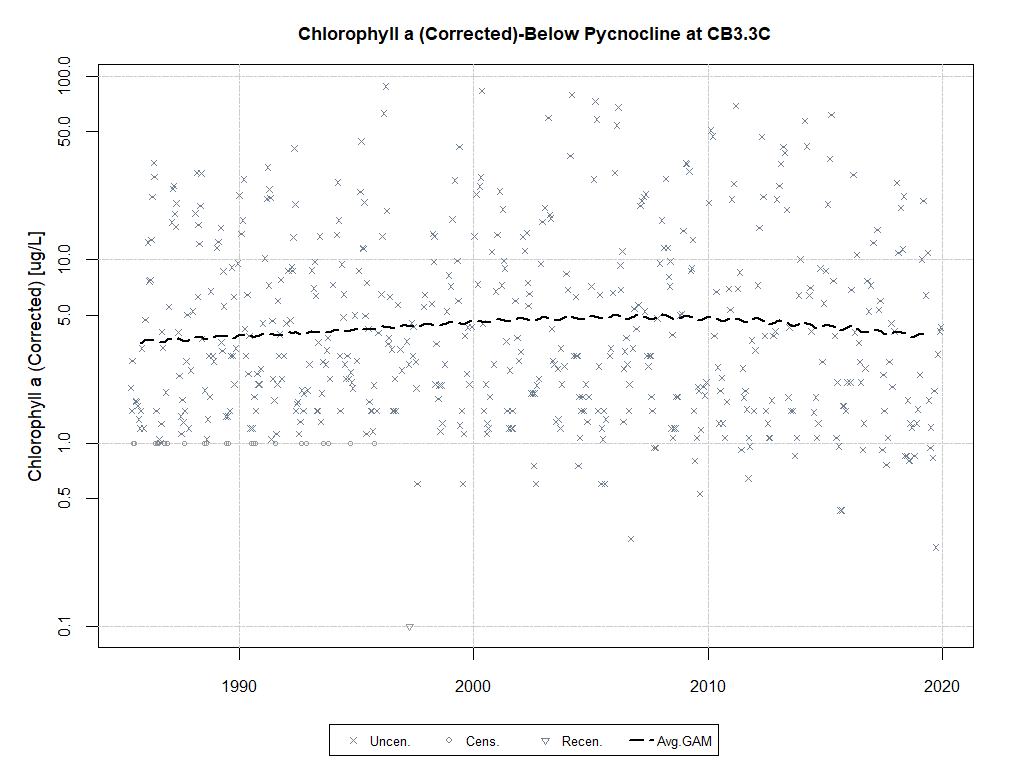 Chlorophyll a (Corrected)-Below Pycnocline at CB3.3C
Chlorophyll a (Corrected) [ug/L]
100.0
50.0
10.0
5.0
1.0
0.5
0.1
1990 2000 2010 2020
Uncen. Cens. Recen. Avg.GAM